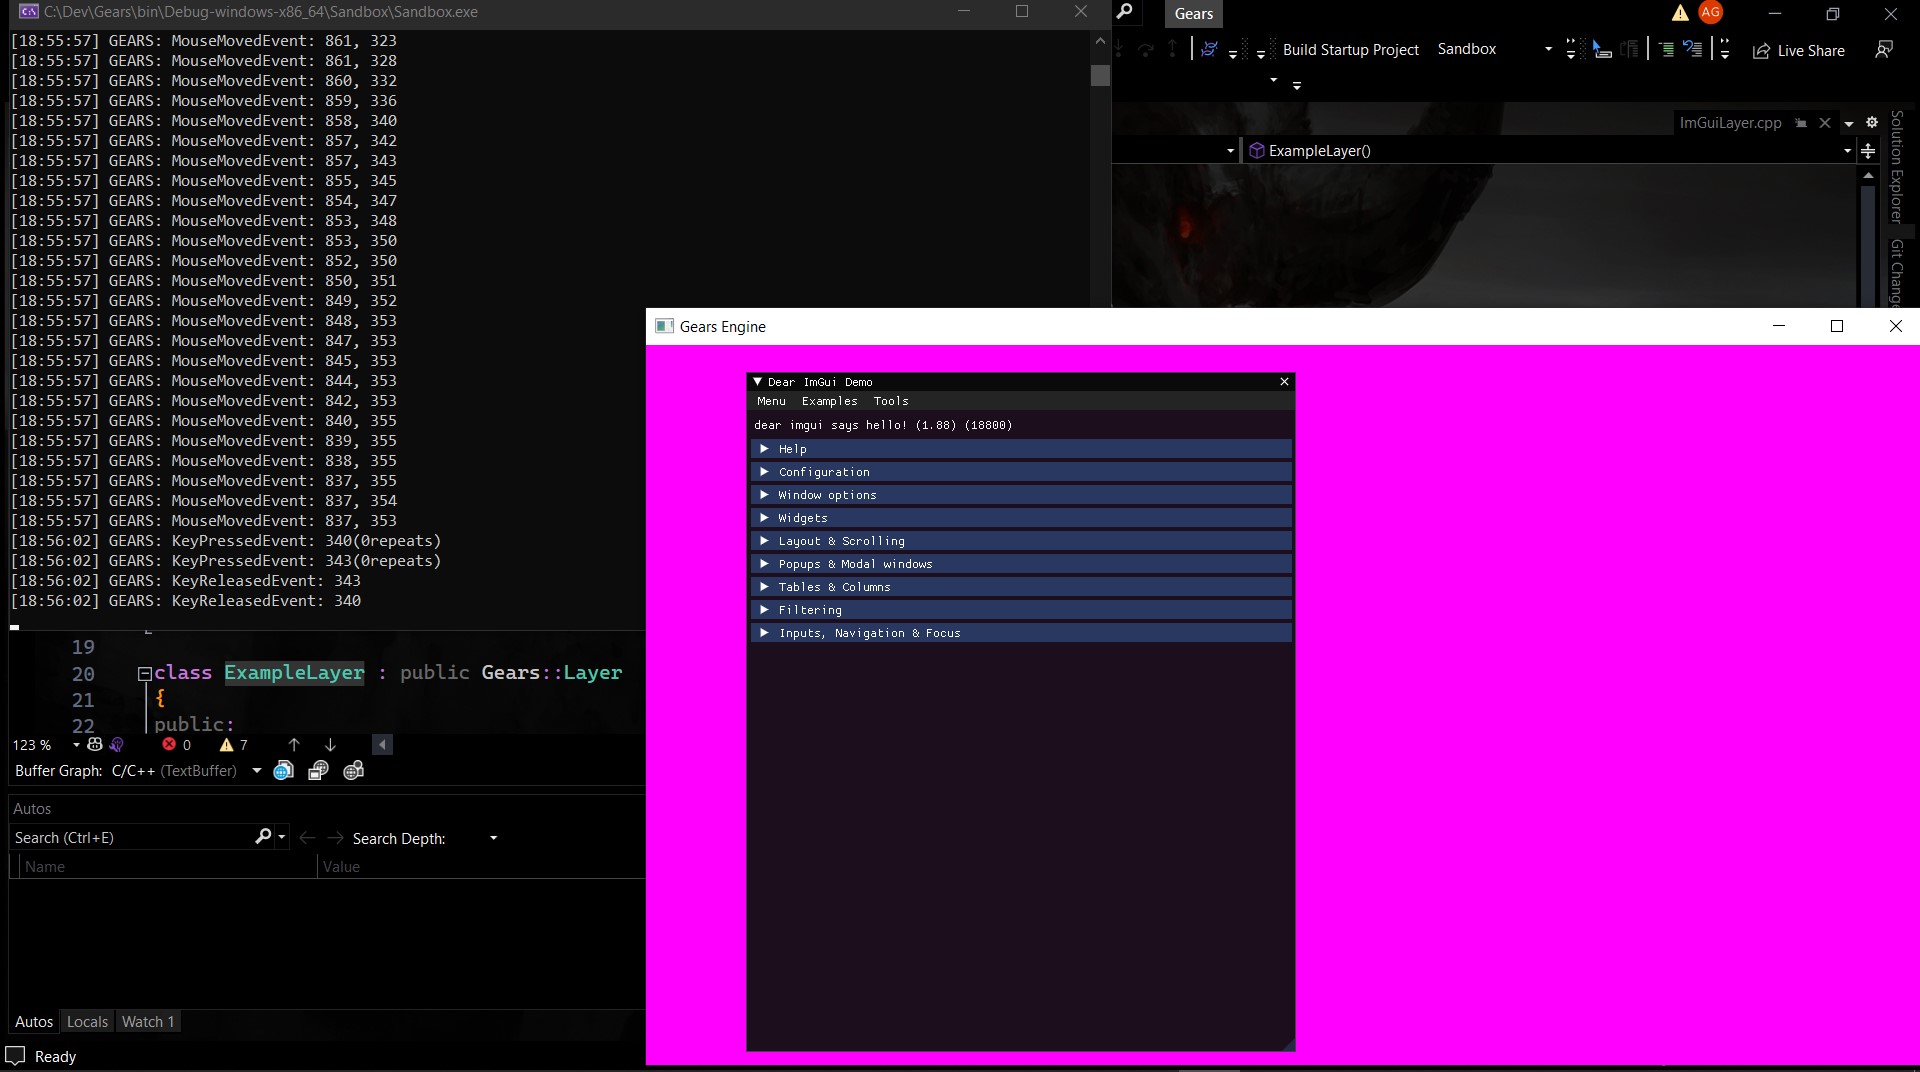 C:\Dev\Gears\bin\Debug-windows-x86_64\Sandbox\Sandbox.exe
[18:55:57] GEARS: MouseMovedEvent: 861, 323
[18:55:57] GEARS: MouseMovedEvent: 861, 328
[18:55:57] GEARS: MouseMovedEvent: 860, 332
[18:55:57] GEARS: MouseMovedEvent: 859, 336
[18:55:57] GEARS: MouseMovedEvent: 858, 340
[18:55:57] GEARS: MouseMovedEvent: 857, 342
[18:55:57] GEARS: MouseMovedEvent: 857, 343
[18:55:57] GEARS: MouseMovedEvent: 855, 345
[18:55:57] GEARS: MouseMovedEvent: 854, 347
[18:55:57] GEARS: MouseMovedEvent: 853, 348
[18:55:57] GEARS: MouseMovedEvent: 853, 350
[18:55:57] GEARS: MouseMovedEvent: 852, 350
[18:55:57] GEARS: MouseMovedEvent: 850, 351
[18:55:57] GEARS: MouseMovedEvent: 849, 352
[18:55:57] GEARS: MouseMovedEvent: 848, 353
[18:55:57] GEARS: MouseMovedEvent: 847, 353
[18:55:57] GEARS: MouseMovedEvent: 845, 353
[18:55:57] GEARS: MouseMovedEvent: 844, 353
[18:55:57] GEARS: MouseMovedEvent: 842, 353
[18:55:57] GEARS: MouseMovedEvent: 840, 355
[18:55:57] GEARS: MouseMovedEvent: 839, 355
[18:55:57] GEARS: MouseMovedEvent: 838, 355
[18:55:57] GEARS: MouseMovedEvent: 837, 355
[18:55:57] GEARS: MouseMovedEvent: 837, 354
[18:55:57] GEARS: MouseMovedEvent: 837, 353
[18:56:02] GEARS: KeyPressedEvent: 340(0repeats)
[18:56:02] GEARS: KeyPressedEvent: 343(0repeats)
[18:56:02] GEARS: KeyReleasedEvent: 343
[18:56:02] GEARS: KeyReleasedEvent: 340
Gears
AG
Build Startup Project Sandbox
Live Share
ImGuiLayer.cpp
ExampleLayer()
Solution Explorer
Git Change
Gears Engine
Dear ImGui Demo
Menu Examples Tools
dear imgui says hello! (1.88) (18800)
Help
Configuration
Window options
Widgets
Layout & Scrolling
Popups & Modal windows
Tables & Columns
Filtering
Inputs, Navigation & Focus
19
20 class ExampleLayer : public Gears::Layer
21 {
22 public:
123 % 0 7
Buffer Graph: C/C++ (TextBuffer)
Autos
Search (Ctrl+E) Search Depth:
Name Value
Autos Locals Watch 1
Ready